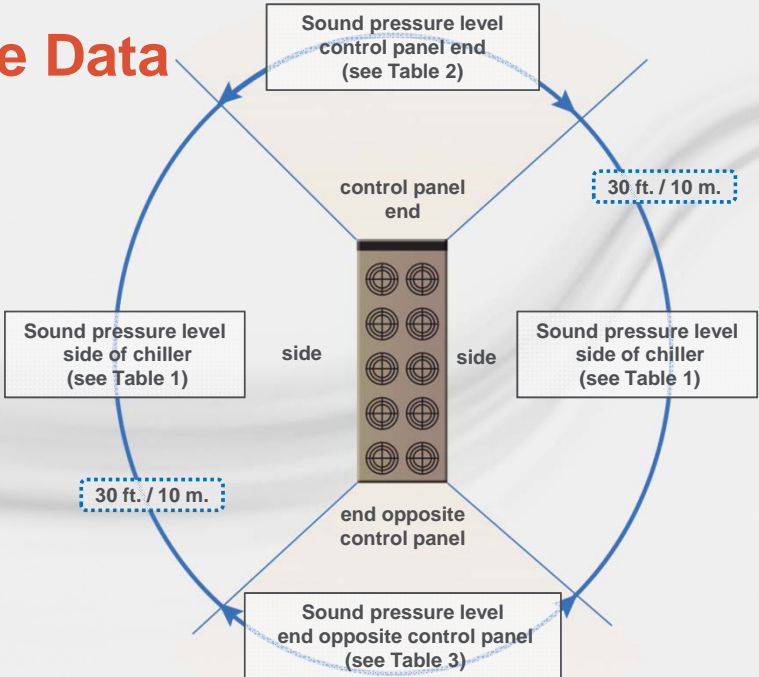 e Data
Sound pressure level
control panel end
(see Table 2)
control panel
end
30 ft. / 10 m.
Sound pressure level
side of chiller
(see Table 1)
side
side
Sound pressure level
side of chiller
(see Table 1)
30 ft. / 10 m.
end opposite
control panel
Sound pressure level
end opposite control panel
(see Table 3)